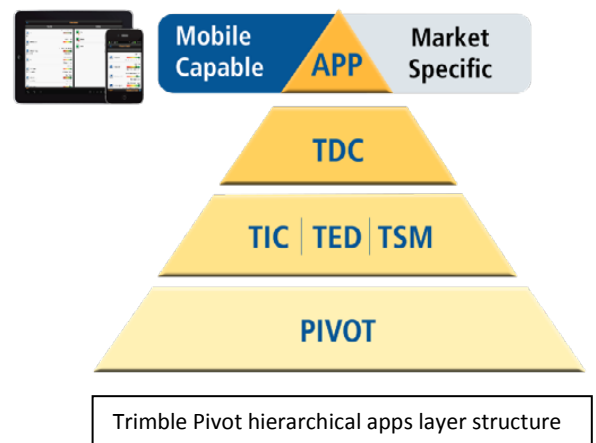 Mobile
Capable
APP
Market
Specific
TDC
TIC | TED | TSM
PIVOT
Trimble Pivot hierarchical apps layer structure